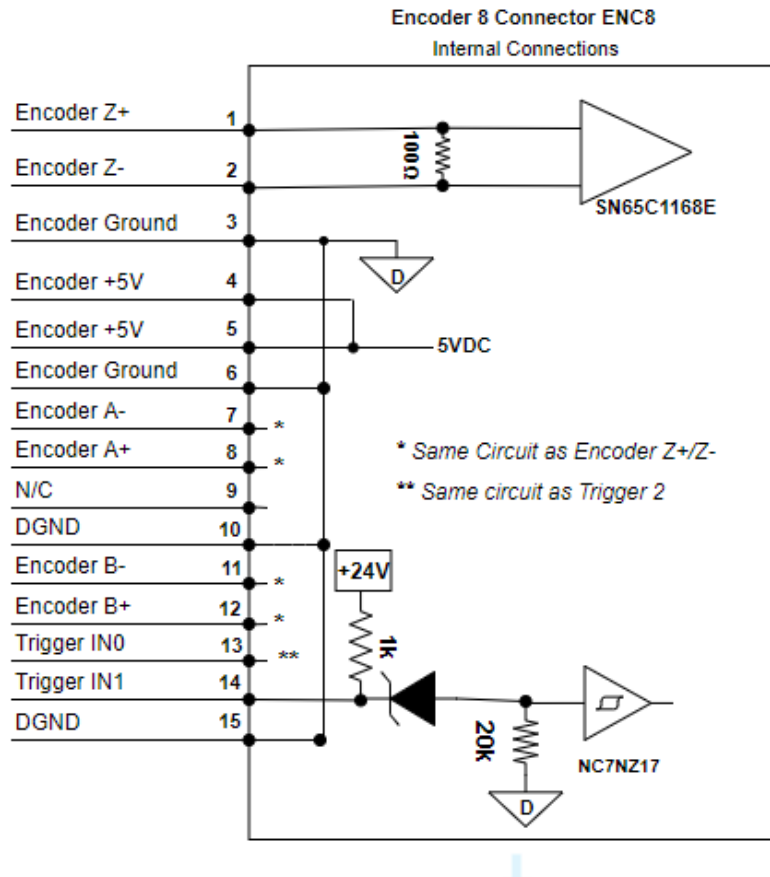 Encoder 8 Connector ENC8
Internal Connections
Encoder Z+ 1
100Ω
Encoder Z- 2
SN65C1168E
Encoder Ground 3
D
Encoder +5V 4
Encoder +5V 5
5VDC
Encoder Ground 6
Encoder A- 7 *
Encoder A+ 8 *
* Same Circuit as Encoder Z+/Z-
N/C 9
** Same circuit as Trigger 2
DGND 10
Encoder B- 11 *
+24V
Encoder B+ 12 *
Trigger IN0 13 **
1k
Trigger IN1 14
DGND 15
20k
NC7NZ17
D